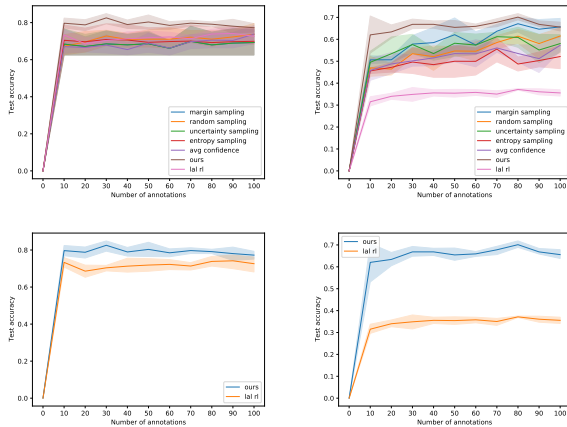 0.8
0.6
0.4
0.2
0.0
Test accuracy
margin sampling
random sampling
uncertainty sampling
entropy sampling
avg confidence
ours
lal rl
0 10 20 30 40 50 60 70 80 90 100
Number of annotations
0.7
0.6
0.5
0.4
0.3
0.2
0.1
0.0
Test accuracy
margin sampling
random sampling
uncertainty sampling
entropy sampling
avg confidence
ours
lal rl
0 10 20 30 40 50 60 70 80 90 100
Number of annotations
0.8
0.6
0.4
0.2
0.0
Test accuracy
ours
lal rl
0 10 20 30 40 50 60 70 80 90 100
Number of annotations
0.7
0.6
0.5
0.4
0.3
0.2
0.1
0.0
Test accuracy
ours
lal rl
0 10 20 30 40 50 60 70 80 90 100
Number of annotations